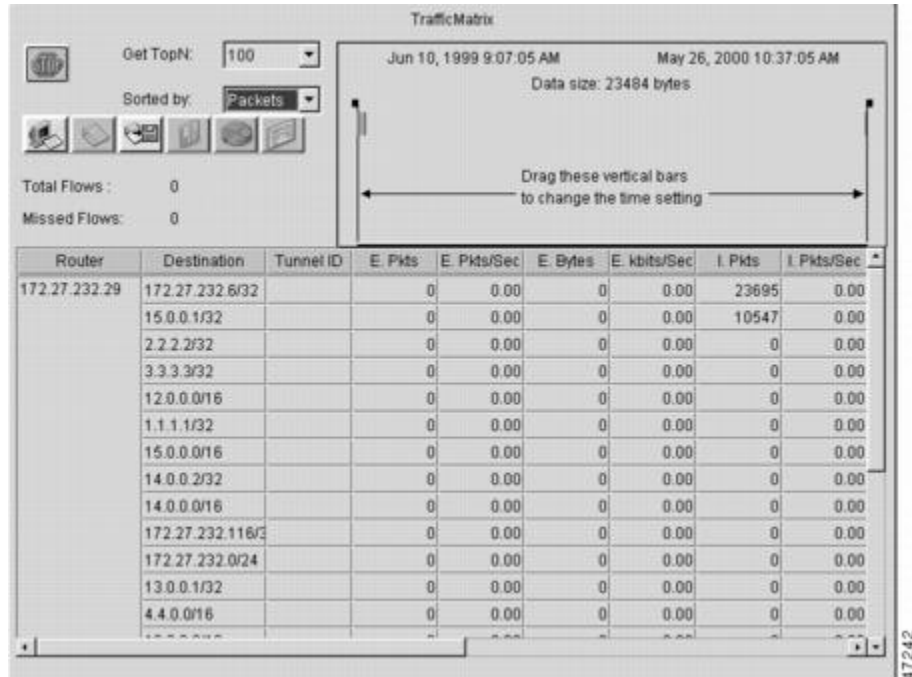 TrafficMatrix
Get TopN: 100
Sorted by: Packets
Total Flows : 0
Missed Flows: 0
Jun 10, 1999 9:07:05 AM May 26, 2000 10:37:05 AM
Data size: 23484 bytes
Drag these vertical bars
to change the time setting
Router Destination Tunnel ID E. Pkts E. Pkts/Sec E. Bytes E. kbits/Sec I. Pkts I. Pkts/Sec
172.27.232.29 172.27.232.6/32 0 0.00 0 0.00 23695 0.00
15.0.0.1/32 0 0.00 0 0.00 10547 0.00
2.2.2.2/32 0 0.00 0 0.00 0 0.00
3.3.3.3/32 0 0.00 0 0.00 0 0.00
12.0.0.0/16 0 0.00 0 0.00 0 0.00
1.1.1.1/32 0 0.00 0 0.00 0 0.00
15.0.0.0/16 0 0.00 0 0.00 0 0.00
14.0.0.2/32 0 0.00 0 0.00 0 0.00
14.0.0.0/16 0 0.00 0 0.00 0 0.00
172.27.232.116/3 0 0.00 0 0.00 0 0.00
172.27.232.0/24 0 0.00 0 0.00 0 0.00
13.0.0.1/32 0 0.00 0 0.00 0 0.00
4.4.0.0/16 0 0.00 0 0.00 0 0.00
17242